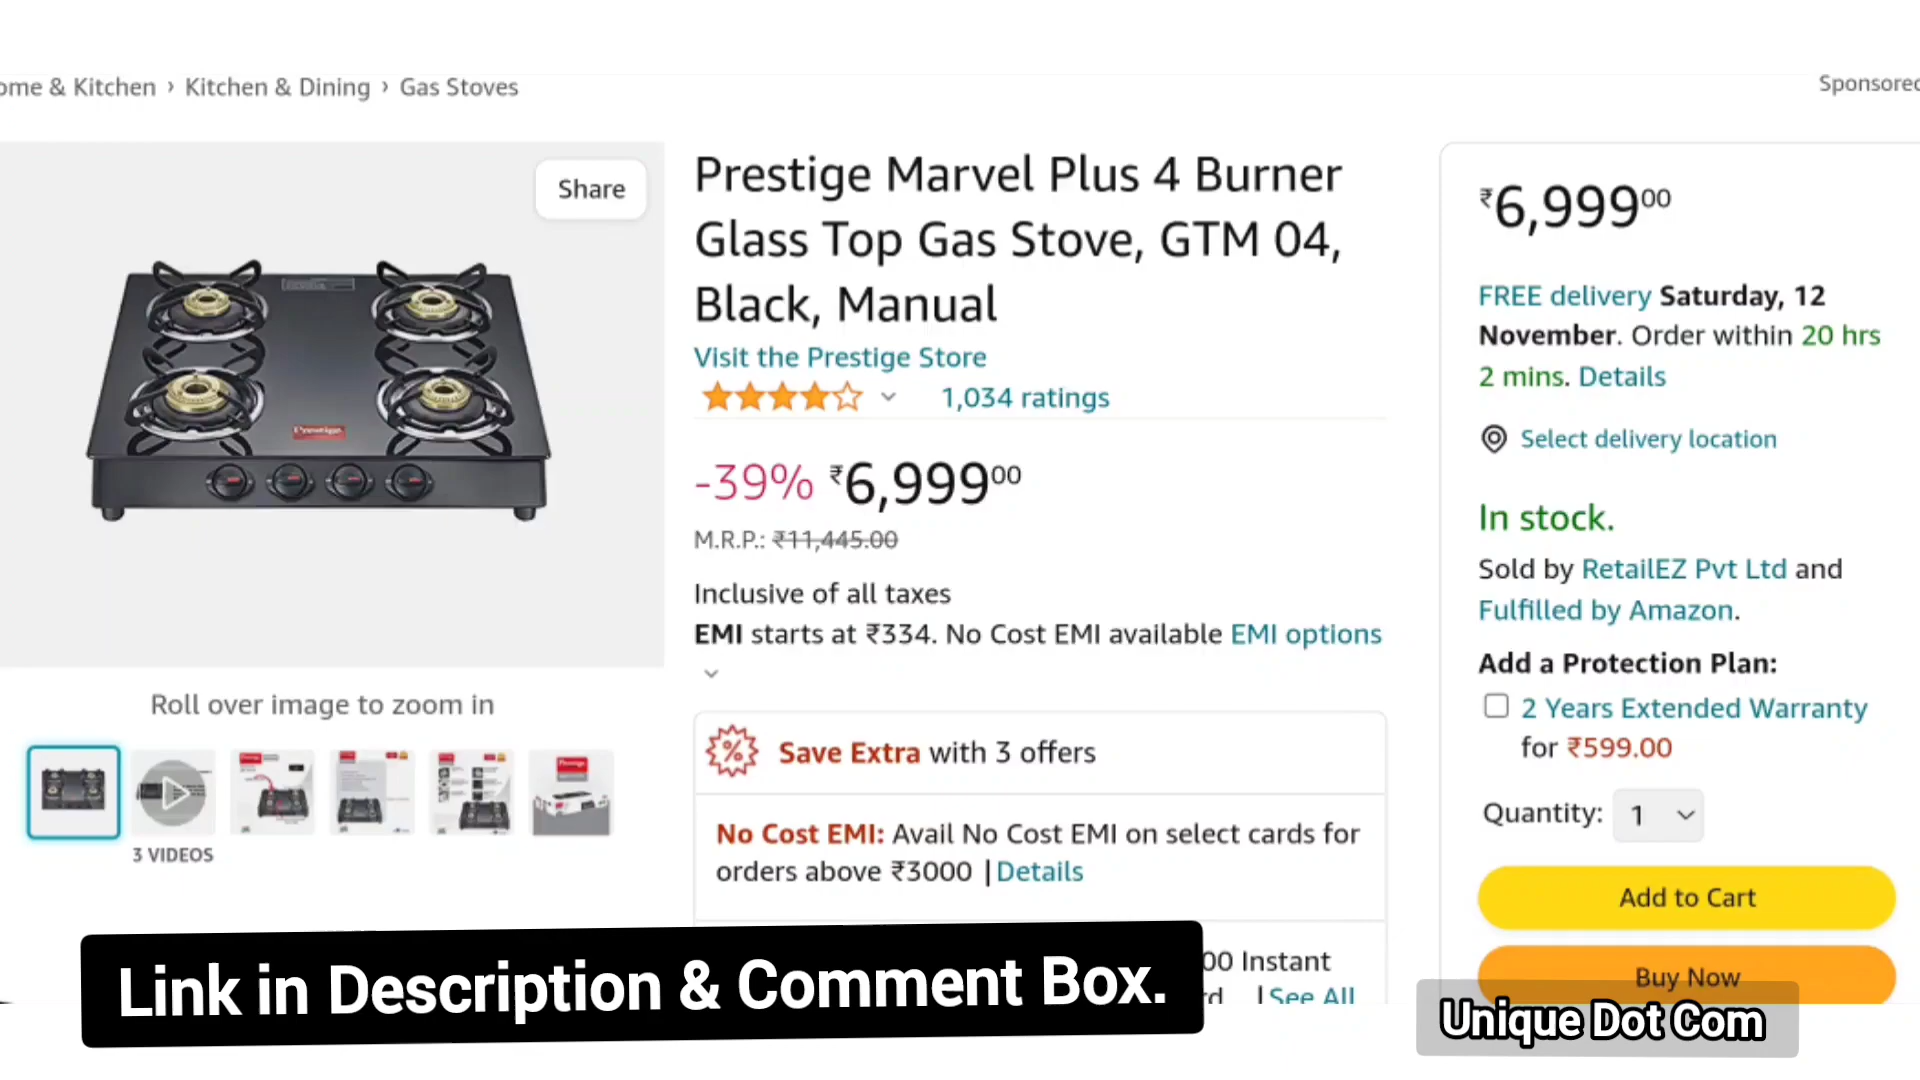 ome & Kitchen › Kitchen & Dining › Gas Stoves
Sponsored
Share
Prestige
Roll over image to zoom in
3 VIDEOS
Prestige Marvel Plus 4 Burner
Glass Top Gas Stove, GTM 04,
Black, Manual
Visit the Prestige Store
1,034 ratings
-39% ₹6,99900
M.R.P.: ₹11,445.00
Inclusive of all taxes
EMI starts at ₹334. No Cost EMI available EMI options
Save Extra with 3 offers
No Cost EMI: Avail No Cost EMI on select cards for
orders above ₹3000 | Details
00 Instant
rd | See All
₹6,99900
FREE delivery Saturday, 12
November. Order within 20 hrs
2 mins. Details
Select delivery location
In stock.
Sold by RetailEZ Pvt Ltd and
Fulfilled by Amazon.
Add a Protection Plan:
2 Years Extended Warranty
for ₹599.00
Quantity: 1
Add to Cart
Buy Now
Link in Description & Comment Box.
Unique Dot Com